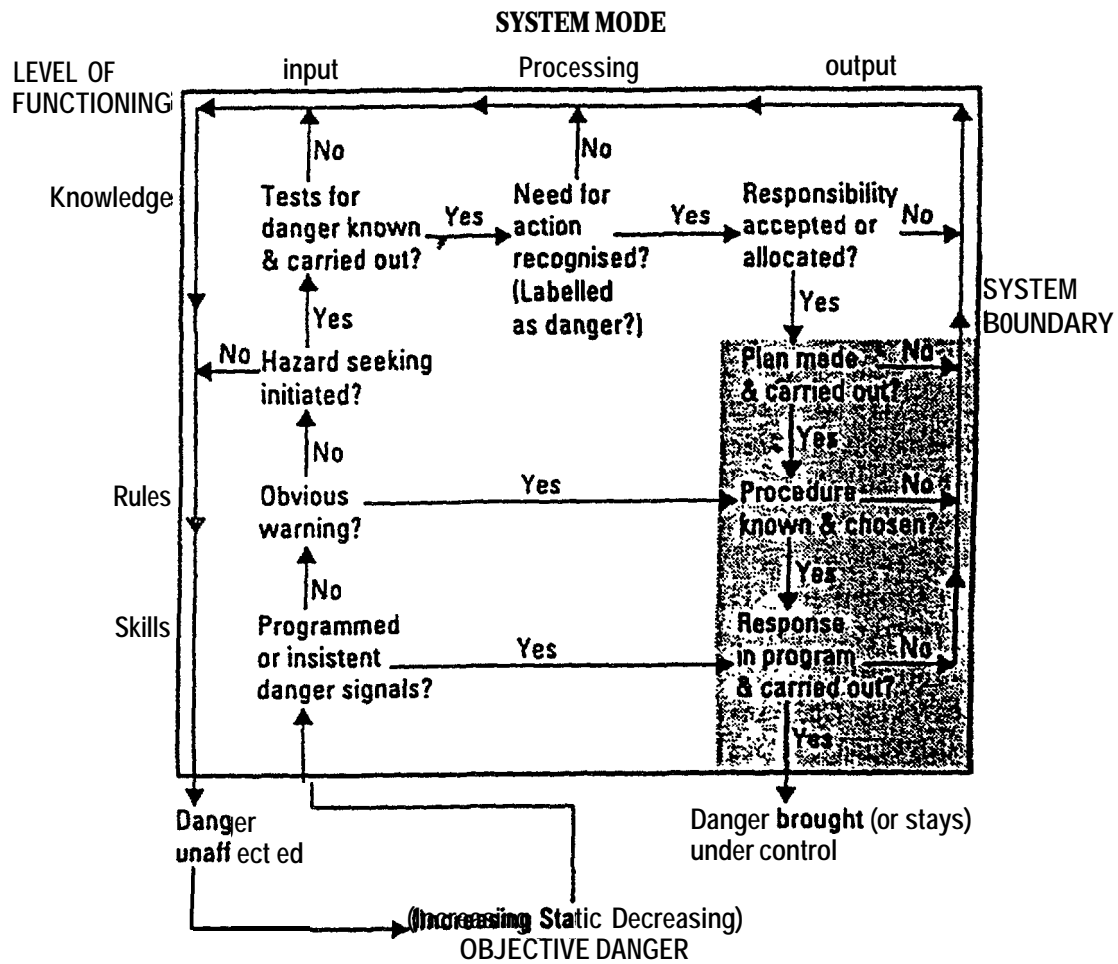 SYSTEM MODE
LEVEL OF
FUNCTIONING
input
Processing
output
No
No
Knowledge
Tests for
danger known
& carried out?
Yes
Need for
action
recognised?
(Labelled
as danger?)
Yes
Responsibility
accepted or
allocated?
No
Yes
Yes
SYSTEM
BOUNDARY
No
Hazard seeking
initiated?
Plan made
& carried out?
No
No
Yes
Rules
Obvious
warning?
Yes
Procedure
known & chosen?
No
No
Yes
Skills
Programmed
or insistent
danger signals?
Yes
Response
in program
& carried out?
No
Yes
Danger
unaffected
Danger brought (or stays)
under control
(Increasing Static Decreasing)
OBJECTIVE DANGER